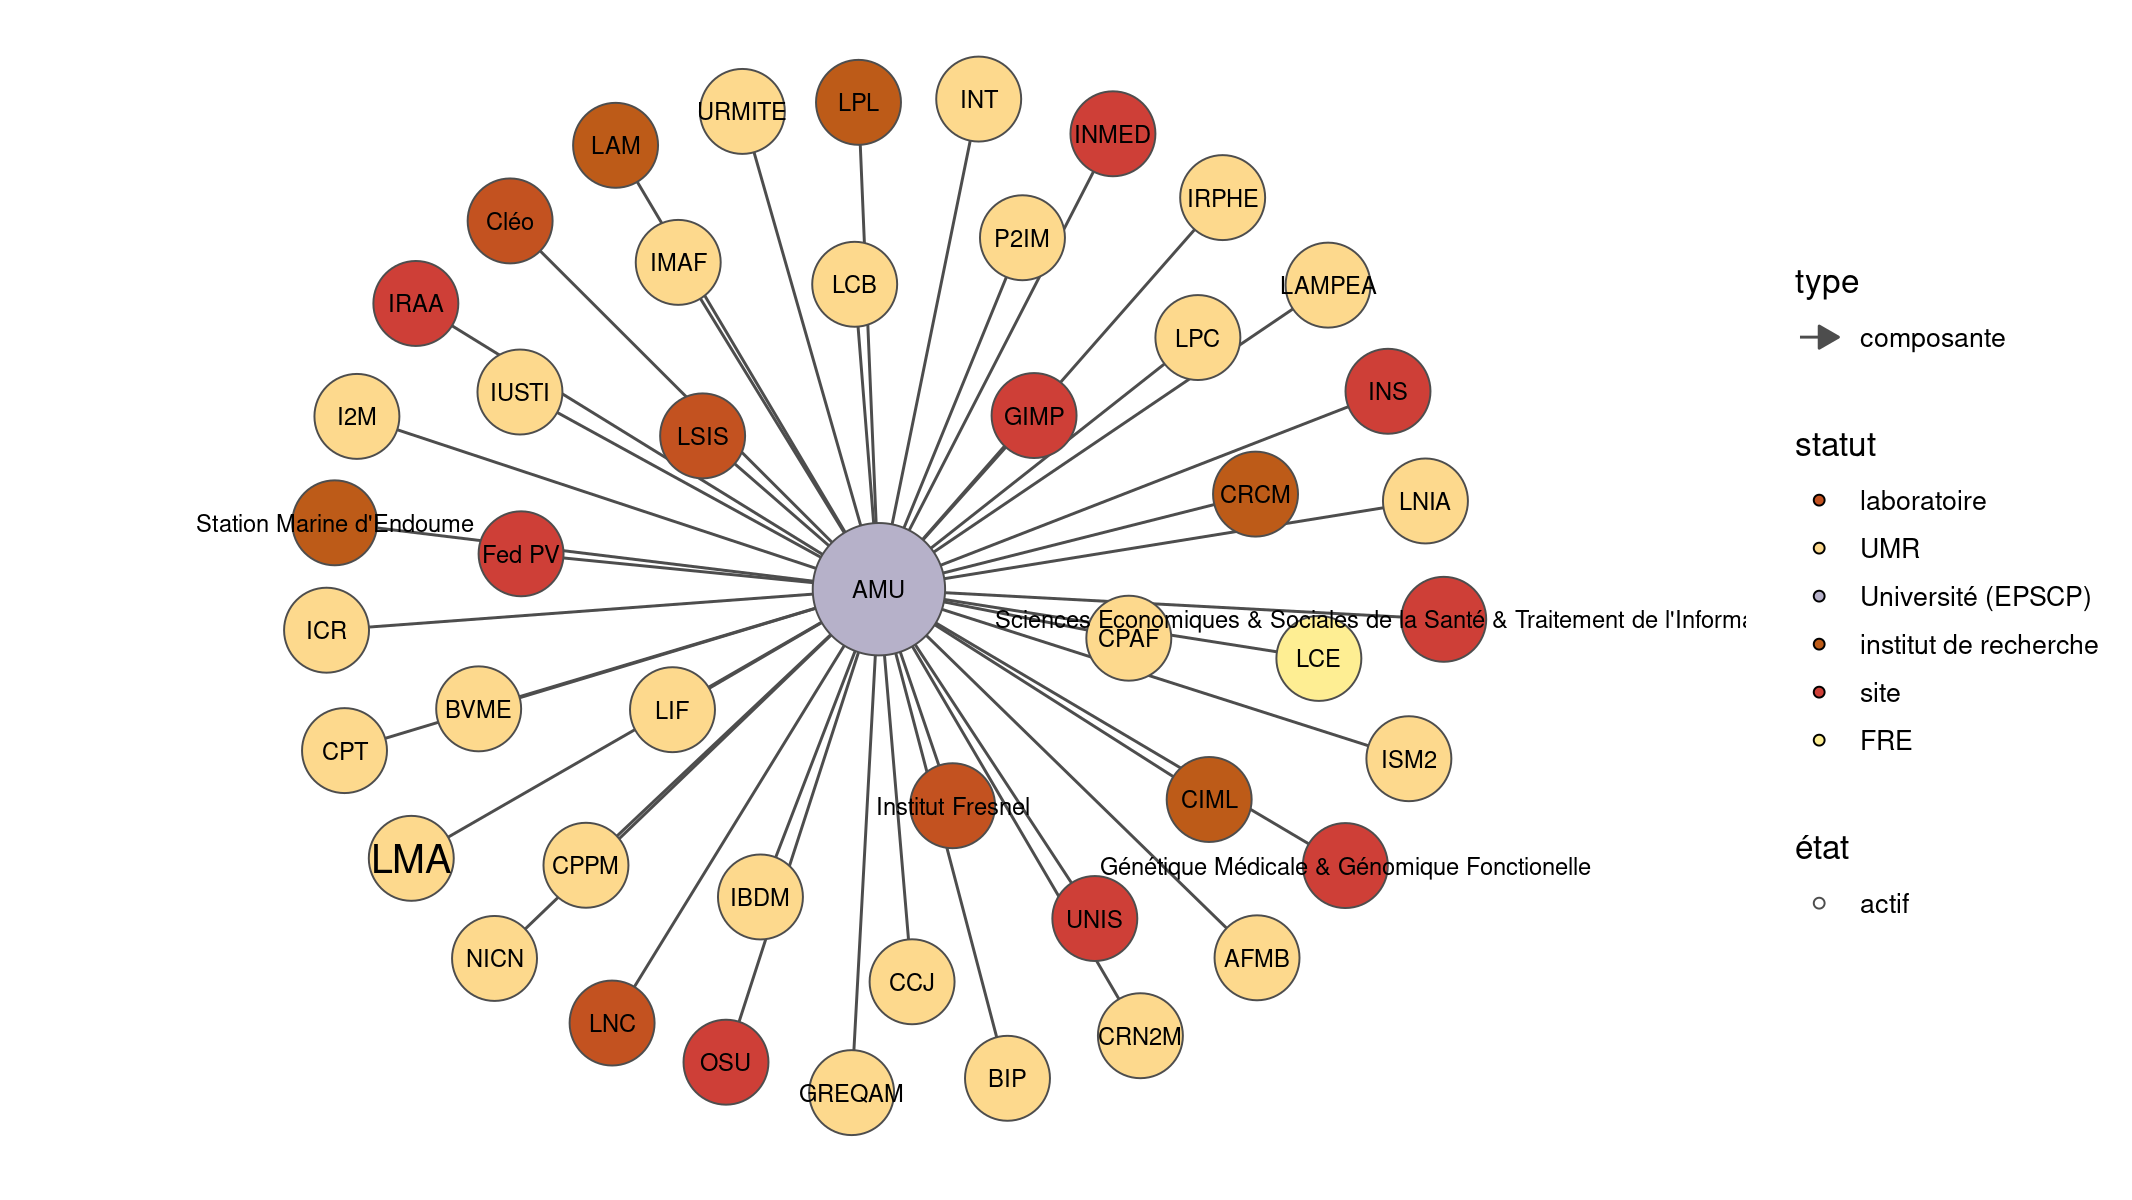 INT
LPL
URMITE
INMED
LAM
IRPHE
Cléo
P2IM
IMAF
LCB
LAMPEA
IRAA
LPC
IUSTI
INS
I2M
GIMP
LSIS
CRCM
LNIA
Station Marine d'Endoume
Fed PV
AMU
Sciences Economiques & Sociales de la Santé & Traitement de l'Informa
ICR
CPAF
LCE
BVME
LIF
CPT
ISM2
CIML
Institut Fresnel
LMA
CPPM
Génétique Médicale & Génomique Fonctionelle
IBDM
UNIS
NICN
AFMB
CCJ
LNC
CRN2M
OSU
BIP
GREQAM
type
composante
statut
laboratoire
UMR
Université (EPSCP)
institut de recherche
site
FRE
état
actif